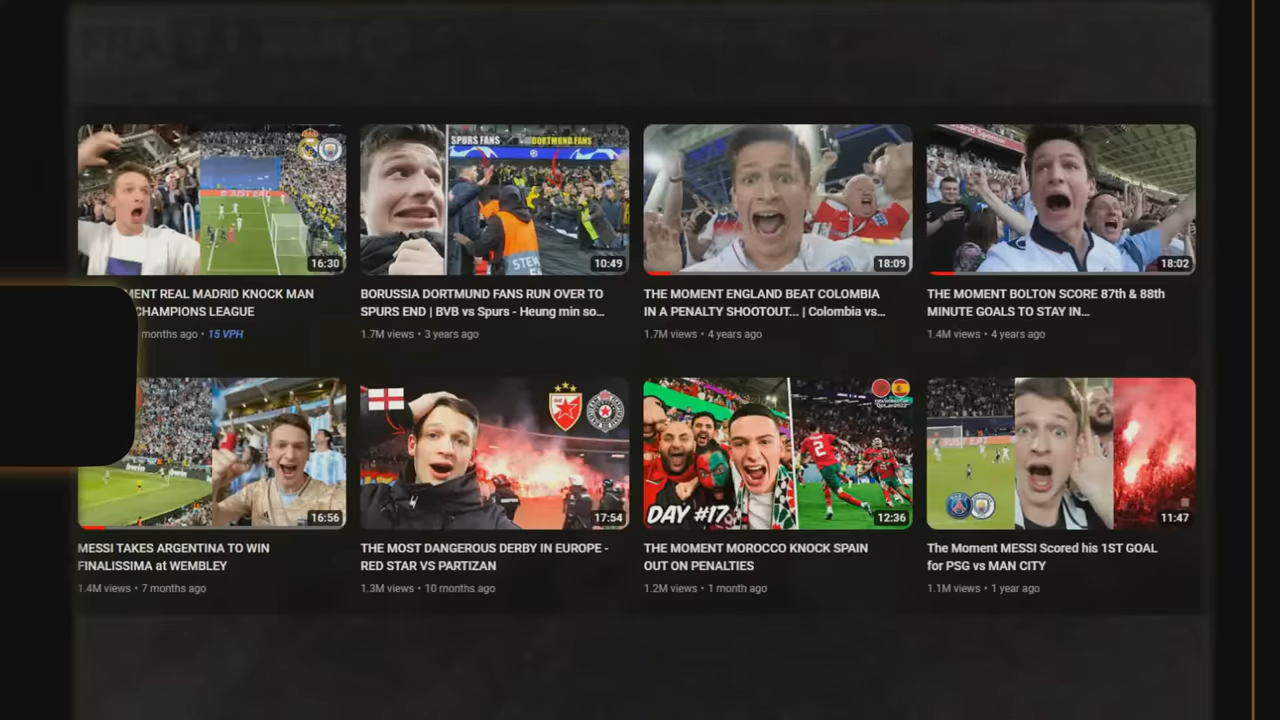 16:30
SPURS FANS
DORTMUND FANS
10:49
18:09
18:02
MENT REAL MADRID KNOCK MAN
CHAMPIONS LEAGUE
months ago • 15 VPH
BORUSSIA DORTMUND FANS RUN OVER TO
SPURS END | BVB vs Spurs - Heung min so...
1.7M views • 3 years ago
THE MOMENT ENGLAND BEAT COLOMBIA
IN A PENALTY SHOOTOUT... | Colombia vs...
1.7M views • 4 years ago
THE MOMENT BOLTON SCORE 87th & 88th
MINUTE GOALS TO STAY IN...
1.4M views • 4 years ago
bwin
16:56
17:54
DAY #17
12:36
11:47
MESSI TAKES ARGENTINA TO WIN
FINALISSIMA at WEMBLEY
1.4M views • 7 months ago
THE MOST DANGEROUS DERBY IN EUROPE -
RED STAR VS PARTIZAN
1.3M views • 10 months ago
THE MOMENT MOROCCO KNOCK SPAIN
OUT ON PENALTIES
1.2M views • 1 month ago
The Moment MESSI Scored his 1ST GOAL
for PSG vs MAN CITY
1.1M views • 1 year ago